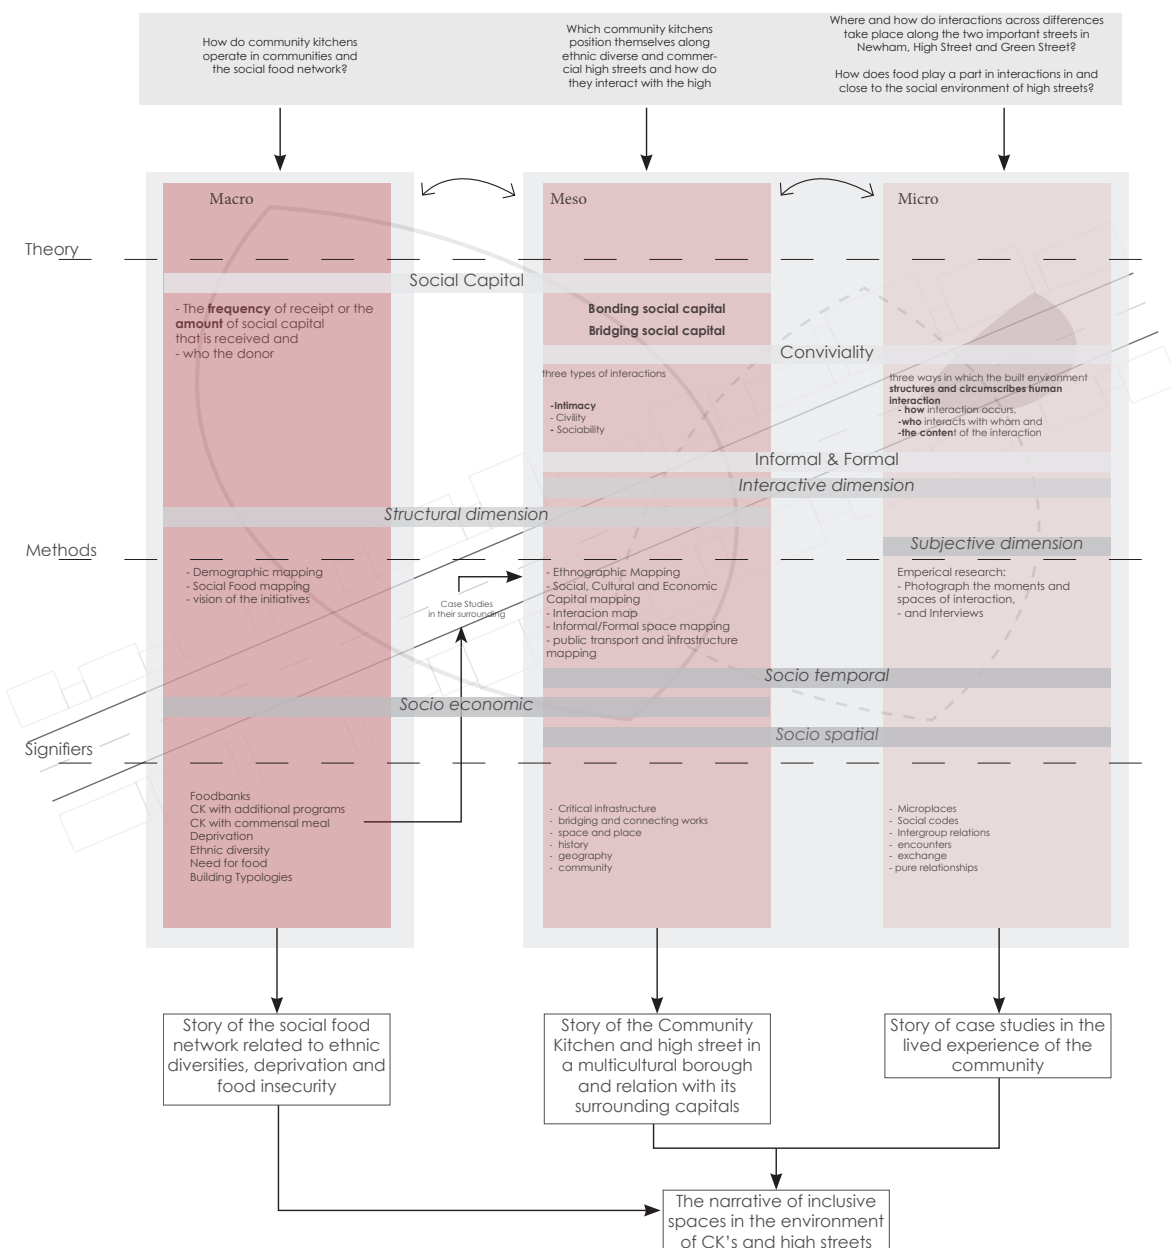 How do community kitchens
operate in communities and
the social food network?
Which community kitchens
position themselves along
ethnic diverse and commer-
cial high streets and how do
they interact with the high
Where and how do interactions across differences
take place along the two important streets in
Newham, High Street and Green Street?
How does food play a part in interactions in and
close to the social environment of high streets?
Macro
Meso
Micro
Theory
Social Capital
- The frequency of receipt or the
amount of social capital
that is received and
- who the donor
Bonding social capital
Bridging social capital
Conviviality
three types of interactions
-Intimacy
- Civility
- Sociability
three ways in which the built environment
structures and circumscribes human
interaction
- how interaction occurs,
-who interacts with whom and
-the content of the interaction
Informal & Formal
Interactive dimension
Structural dimension
Subjective dimension
Methods
- Demographic mapping
- Social Food mapping
- vision of the initiatives
Case Studies
in their surrounding
- Ethnographic Mapping
- Social, Cultural and Economic
Capital mapping
- Interacion map
- Informal/Formal space mapping
- public transport and infrastructure
mapping
Emperical research:
- Photograph the moments and
spaces of interaction,
- and Interviews
Socio temporal
Socio economic
Socio spatial
Signifiers
Foodbanks
CK with additional programs
CK with commensal meal
Deprivation
Ethnic diversity
Need for food
Building Typologies
- Critical infrastructure
- bridging and connecting works
- space and place
- history
- geography
- community
- Microplaces
- Social codes
- Intergroup relations
- encounters
- exchange
- pure relationships
Story of the social food
network related to ethnic
diversities, deprivation and
food insecurity
Story of the Community
Kitchen and high street in
a multicultural borough
and relation with its
surrounding capitals
Story of case studies in the
lived experience of the
community
The narrative of inclusive
spaces in the environment
of CK's and high streets